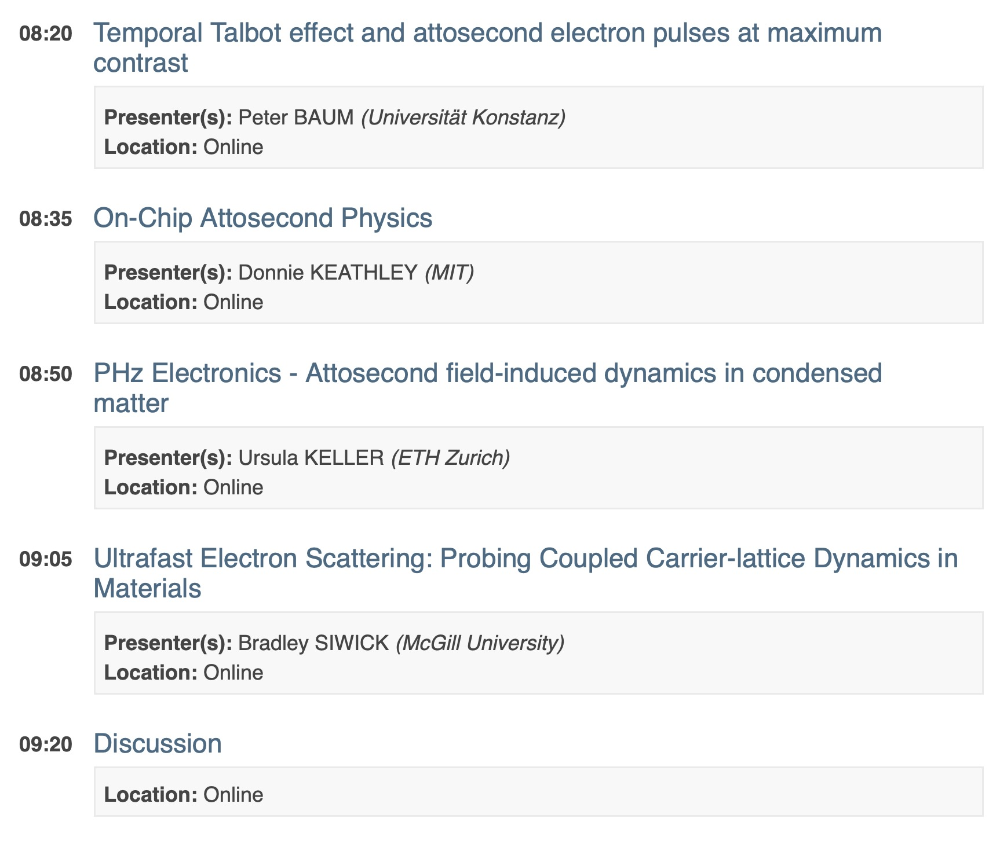 08:20 Temporal Talbot effect and attosecond electron pulses at maximum
contrast
Presenter(s): Peter BAUM (Universität Konstanz)
Location: Online
08:35 On-Chip Attosecond Physics
Presenter(s): Donnie KEATHLEY (MIT)
Location: Online
08:50 PHz Electronics - Attosecond field-induced dynamics in condensed
matter
Presenter(s): Ursula KELLER (ETH Zurich)
Location: Online
09:05 Ultrafast Electron Scattering: Probing Coupled Carrier-lattice Dynamics in
Materials
Presenter(s): Bradley SIWICK (McGill University)
Location: Online
09:20 Discussion
Location: Online